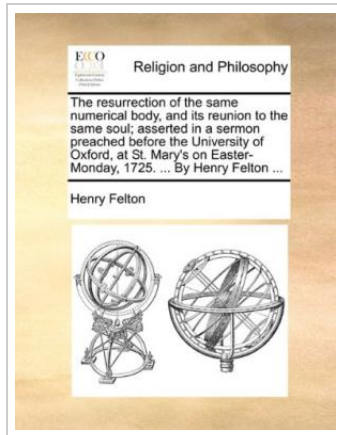 ECCO
Religion and Philosophy
The resurrection of the same
numerical body, and its reunion to the
same soul; asserted in a sermon
preached before the University of
Oxford, at St. Mary's on Easter-
Monday, 1725. ... By Henry Felton ...
Henry Felton